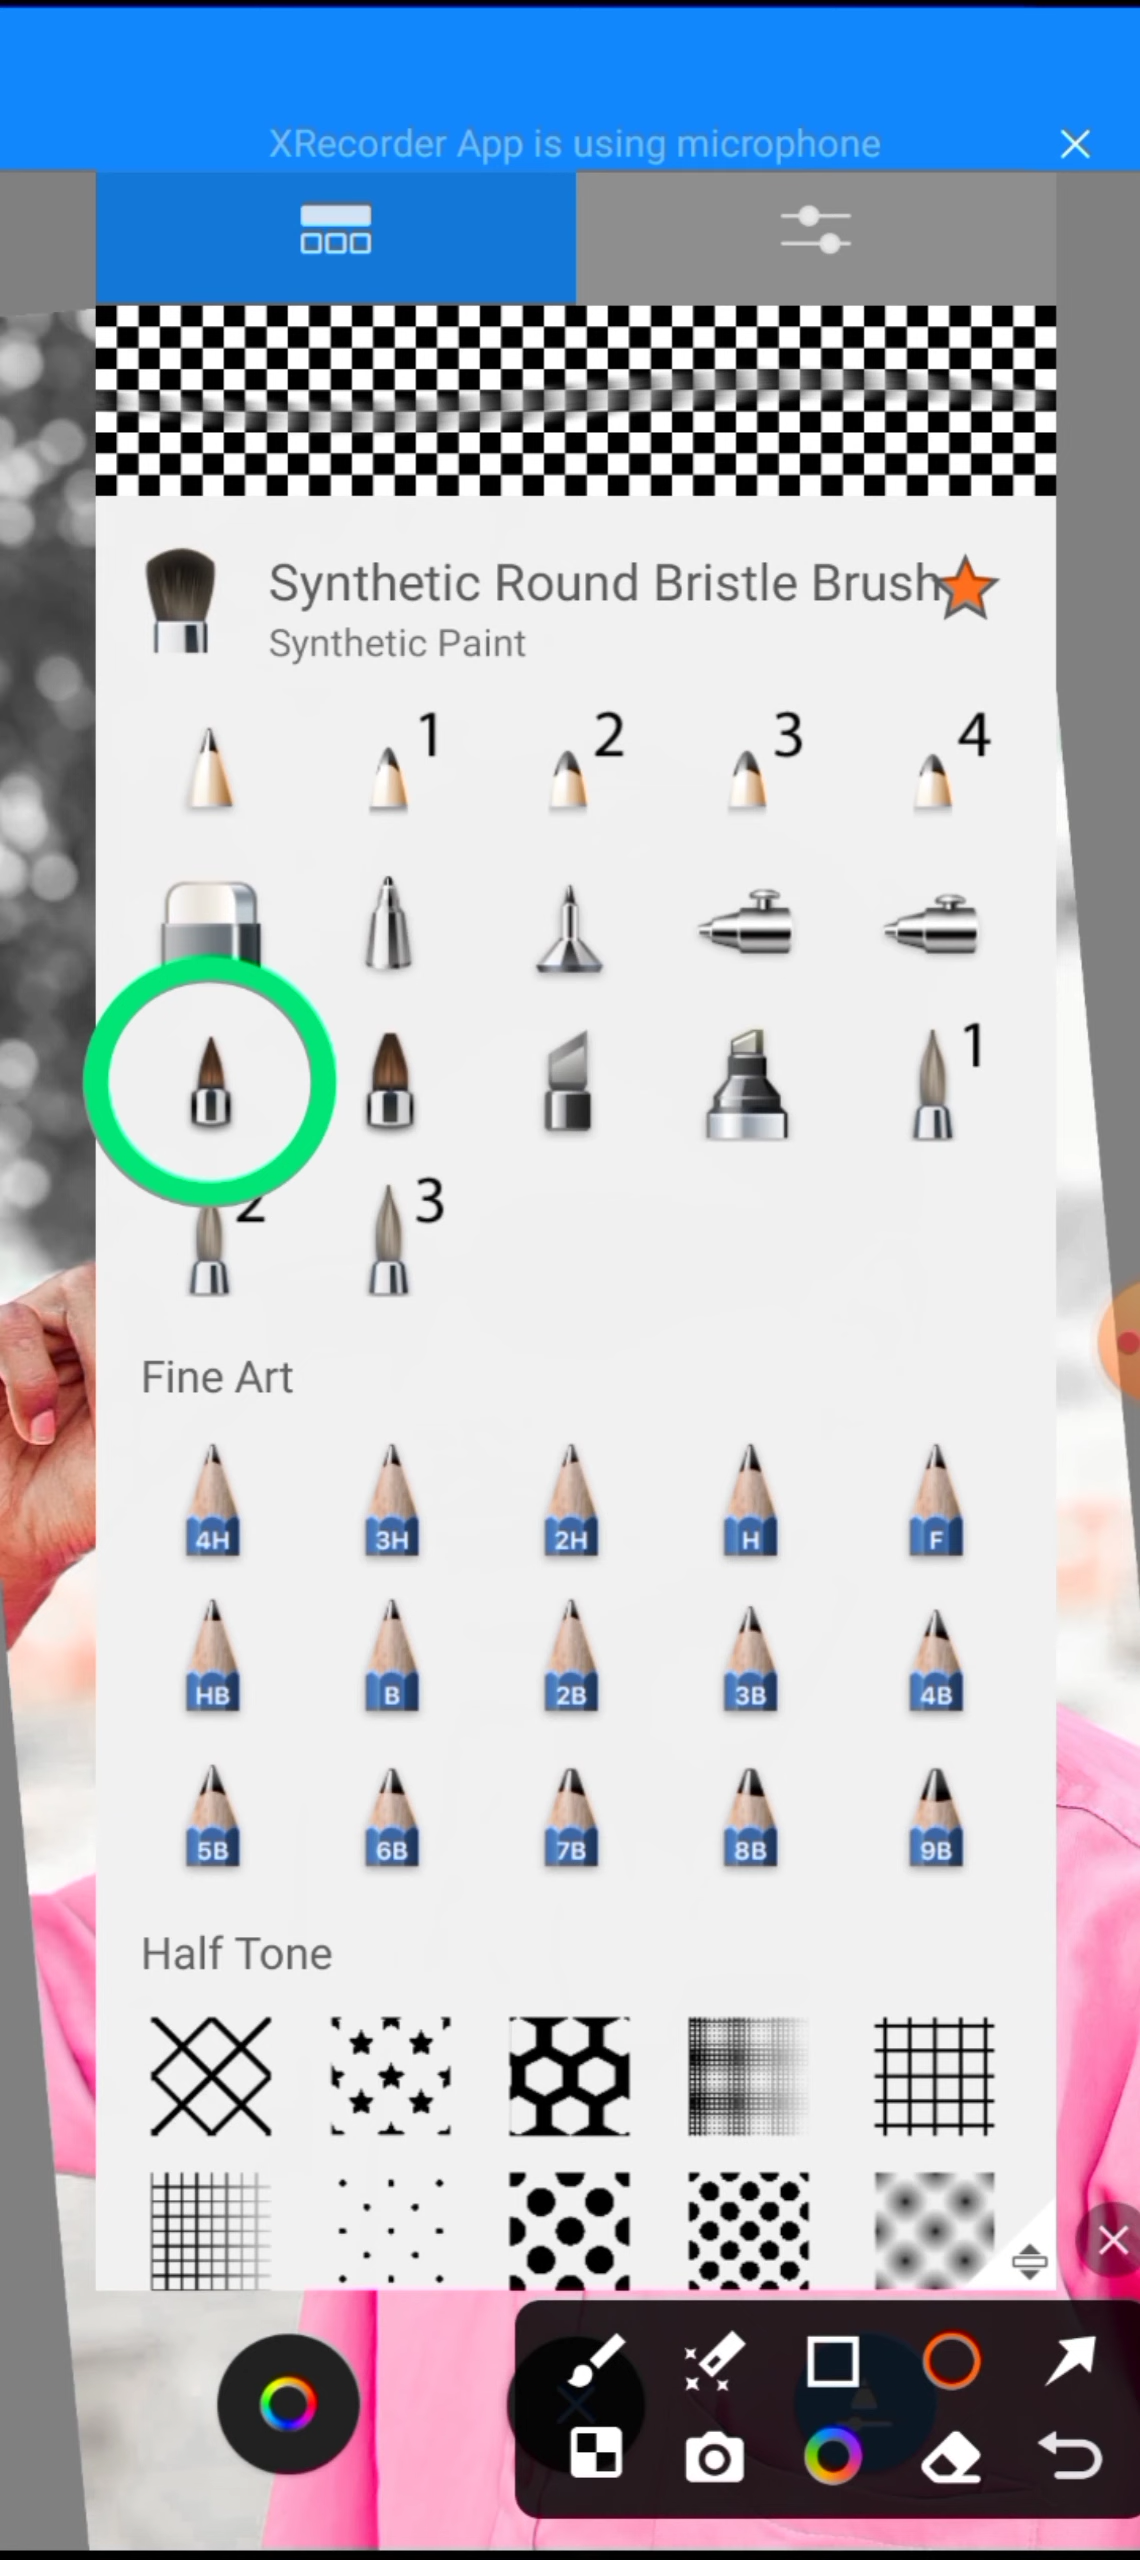 XRecorder App is using microphone
Synthetic Round Bristle Brush
Synthetic Paint
1 2 3 4
1
2 3
Fine Art
4H 3H 2H H F
HB B 2B 3B 4B
5B 6B 7B 8B 9B
Half Tone